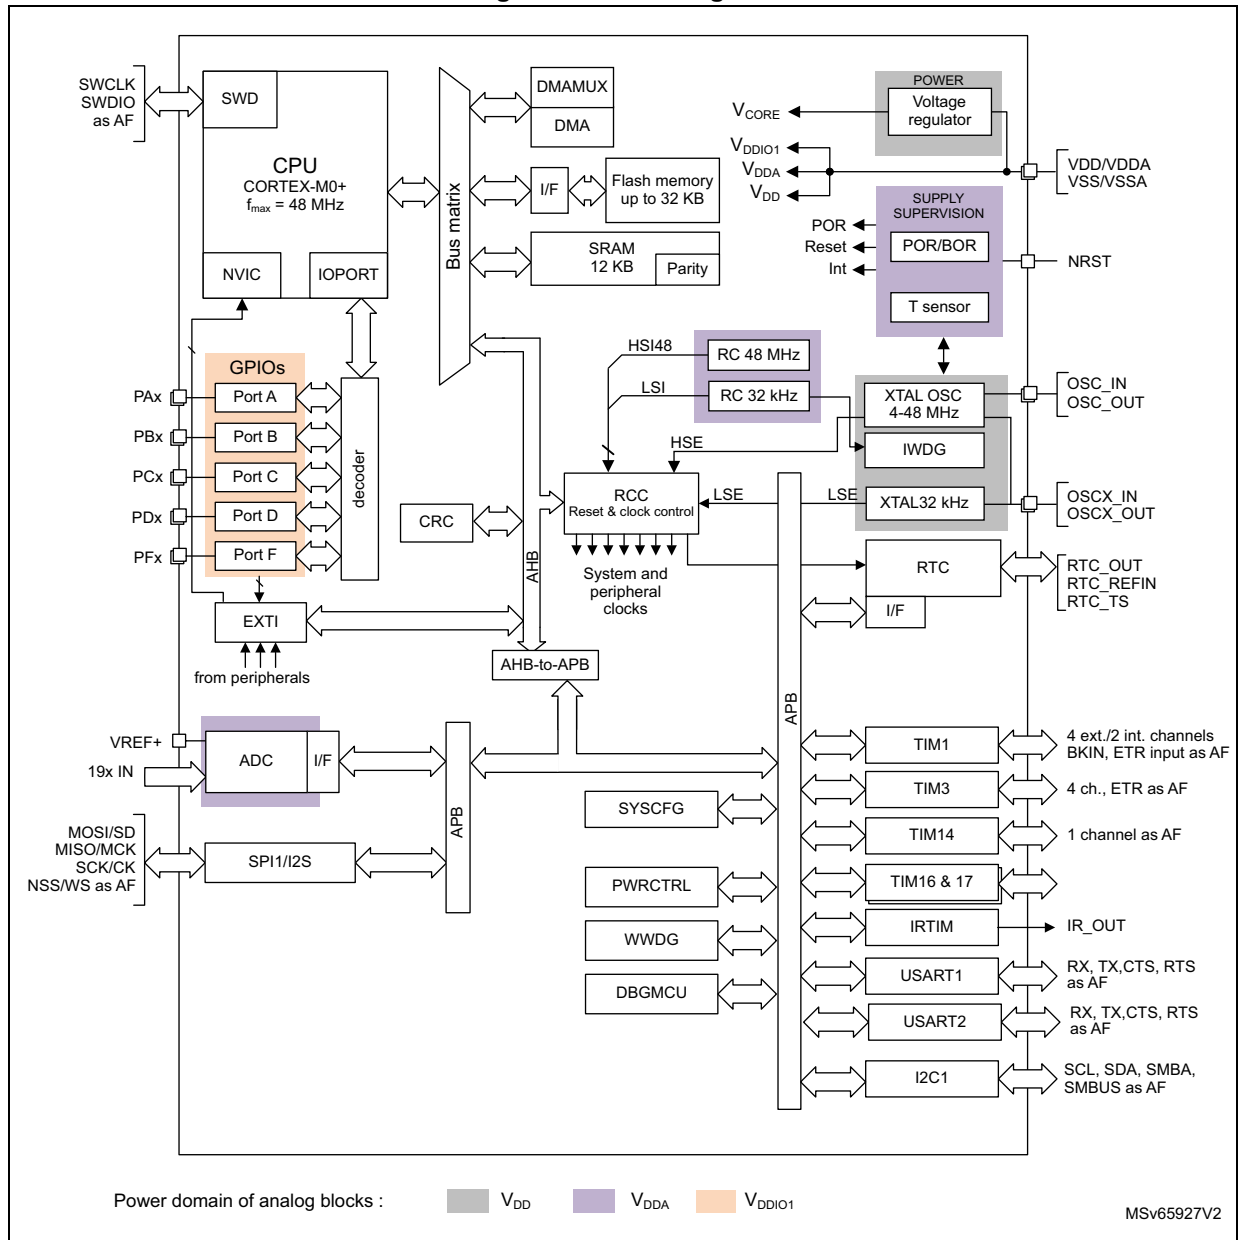 SWCLK
SWDIO
as AF
SWD
CPU
CORTEX-M0+
fmax = 48 MHz
NVIC
IOPORT
Bus matrix
DMAMUX
DMA
I/F
Flash memory
up to 32 KB
SRAM
12 KB
Parity
POWER
Voltage
regulator
VCORE
VDDIO1
VDDA
VDD
VDD/VDDA
VSS/VSSA
SUPPLY
SUPERVISION
POR
Reset
Int
POR/BOR
T sensor
NRST
HSI48
RC 48 MHz
LSI
RC 32 kHz
XTAL OSC
4-48 MHz
OSC_IN
OSC_OUT
HSE
IWDG
LSE
LSE
XTAL32 kHz
OSCX_IN
OSCX_OUT
GPIOs
PAx
Port A
PBx
Port B
PCx
Port C
PDx
Port D
PFx
Port F
decoder
CRC
AHB
RCC
Reset & clock control
System and
peripheral
clocks
RTC
I/F
RTC_OUT
RTC_REFIN
RTC_TS
EXTI
from peripherals
AHB-to-APB
APB
VREF+
19x IN
ADC
I/F
APB
MOSI/SD
MISO/MCK
SCK/CK
NSS/WS as AF
SPI1/I2S
SYSCFG
PWRCTRL
WWDG
DBGMCU
TIM1
4 ext./2 int. channels
BKIN, ETR input as AF
TIM3
4 ch., ETR as AF
TIM14
1 channel as AF
TIM16 & 17
IRTIM
IR_OUT
USART1
RX, TX,CTS, RTS
as AF
USART2
RX, TX,CTS, RTS
as AF
I2C1
SCL, SDA, SMBA,
SMBUS as AF
Power domain of analog blocks :
VDD
VDDA
VDDIO1
MSv65927V2